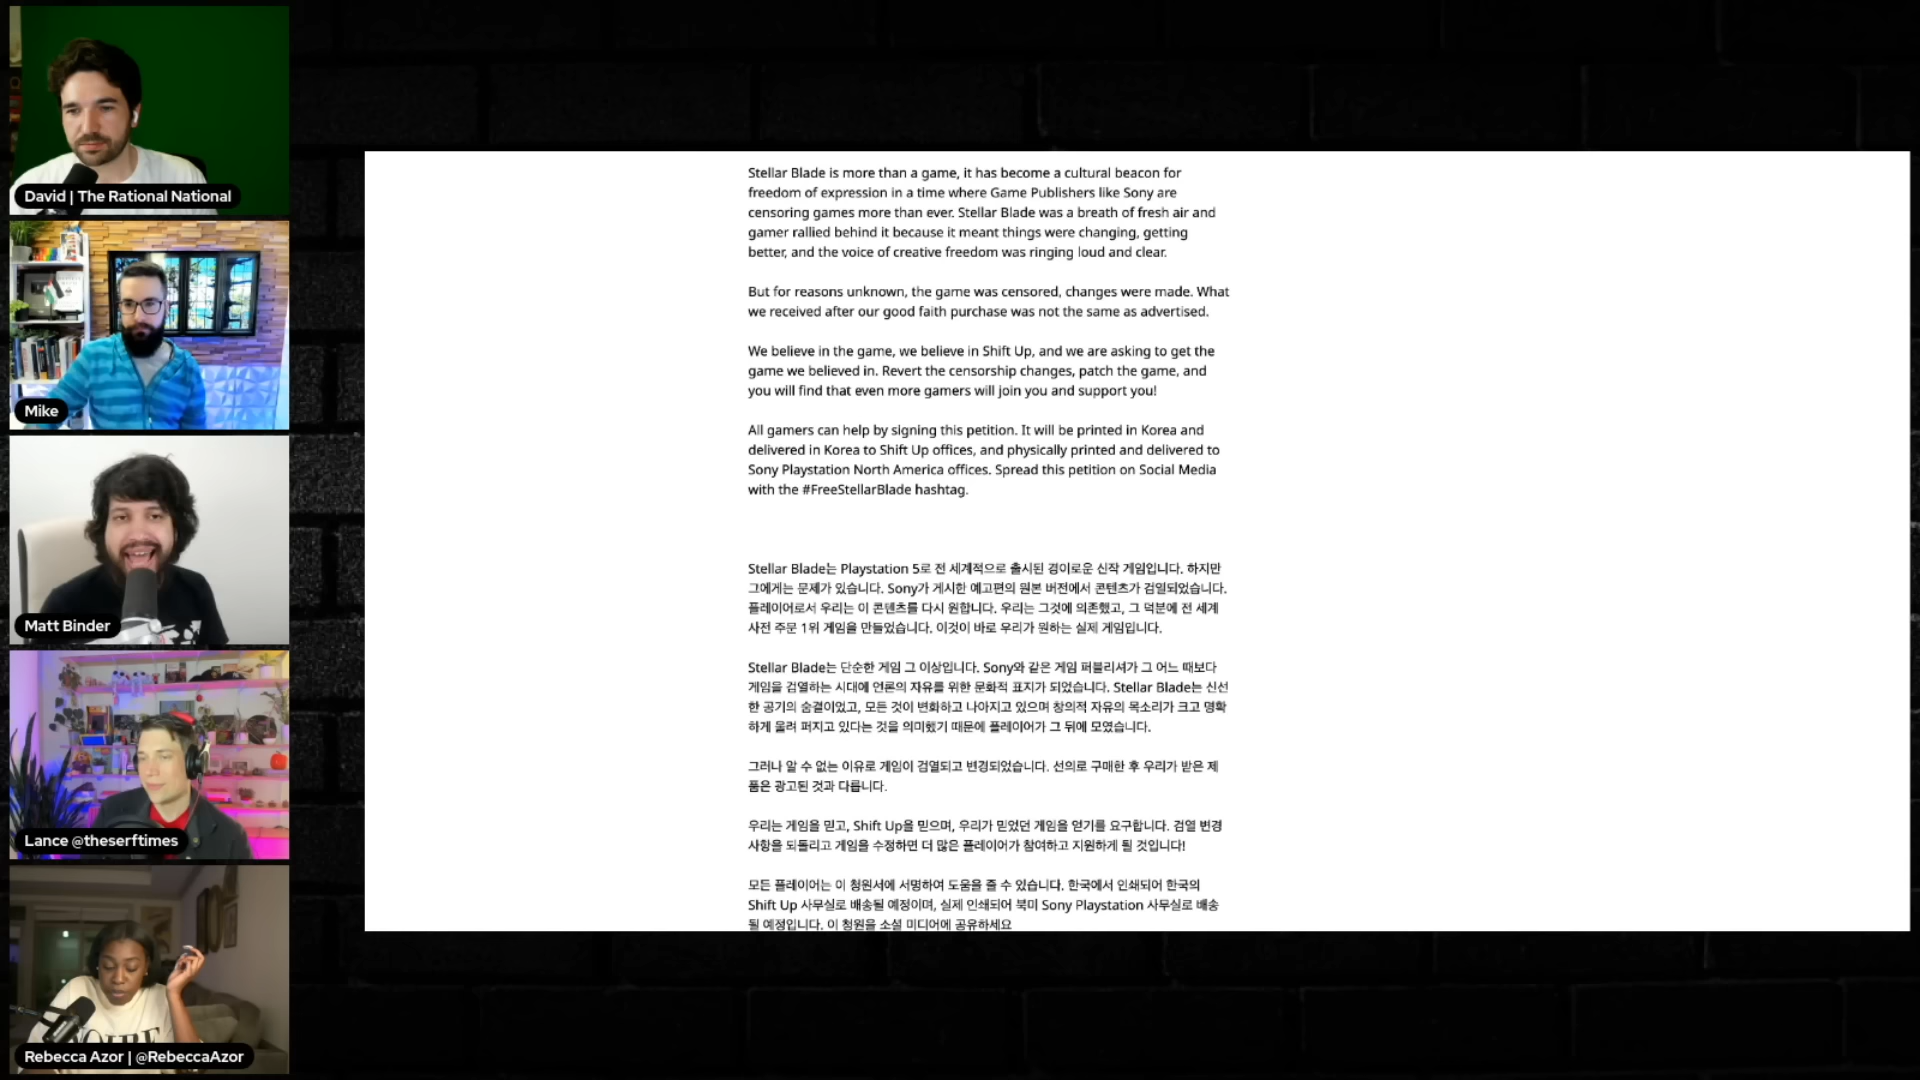 David | The Rational National
Mike
Matt Binder
Lance @theserftimes
Rebecca Azor | @RebeccaAzor
Stellar Blade is more than a game, it has become a cultural beacon for
freedom of expression in a time where Game Publishers like Sony are
censoring games more than ever. Stellar Blade was a breath of fresh air and
gamer rallied behind it because it meant things were changing, getting
better, and the voice of creative freedom was ringing loud and clear.
But for reasons unknown, the game was censored, changes were made. What
we received after our good faith purchase was not the same as advertised.
We believe in the game, we believe in Shift Up, and we are asking to get the
game we believed in. Revert the censorship changes, patch the game, and
you will find that even more gamers will join you and support you!
All gamers can help by signing this petition. It will be printed in Korea and
delivered in Korea to Shift Up offices, and physically printed and delivered to
Sony Playstation North America offices. Spread this petition on Social Media
with the #FreeStellarBlade hashtag.
Stellar Blade는 Playstation 5로 전 세계적으로 출시된 경이로운 신작 게임입니다. 하지만
그에게는 문제가 있습니다. Sony가 게시한 예고편의 원본 버전에서 콘텐츠가 검열되었습니다.
플레이어로서 우리는 이 콘텐츠를 다시 원합니다. 우리는 그것에 의존했고, 그 덕분에 전 세계
사전 주문 1위 게임을 만들었습니다. 이것이 바로 우리가 원하는 실제 게임입니다.
Stellar Blade는 단순한 게임 그 이상입니다. Sony와 같은 게임 퍼블리셔가 그 어느 때보다
게임을 검열하는 시대에 언론의 자유를 위한 문화적 표지가 되었습니다. Stellar Blade는 신선
한 공기의 숨결이었고, 모든 것이 변화하고 나아지고 있으며 창의적 자유의 목소리가 크고 명확
하게 울려 퍼지고 있다는 것을 의미했기 때문에 플레이어가 그 뒤에 모였습니다.
그러나 알 수 없는 이유로 게임이 검열되고 변경되었습니다. 선의로 구매한 후 우리가 받은 제
품은 광고된 것과 다릅니다.
우리는 게임을 믿고, Shift Up을 믿으며, 우리가 믿었던 게임을 얻기를 요구합니다. 검열 변경
사항을 되돌리고 게임을 수정하면 더 많은 플레이어가 참여하고 지원하게 될 것입니다!
모든 플레이어는 이 청원서에 서명하여 도움을 줄 수 있습니다. 한국에서 인쇄되어 한국의
Shift Up 사무실로 배송될 예정이며, 실제 인쇄되어 북미 Sony Playstation 사무실로 배송
될 예정입니다. 이 청원을 소셜 미디어에 공유하세요